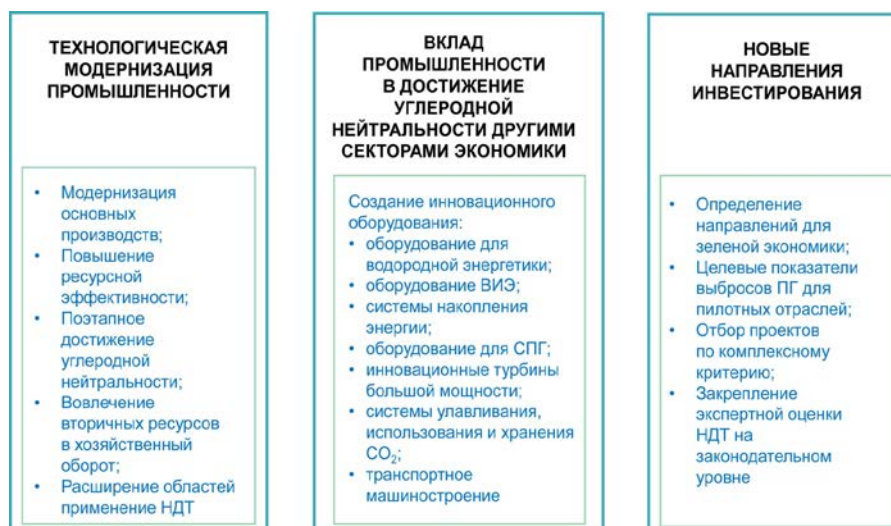 ТЕХНОЛОГИЧЕСКАЯ
МОДЕРНИЗАЦИЯ
ПРОМЫШЛЕННОСТИ
• Модернизация
основных
производств;
• Повышение
ресурсной
эффективности;
• Поэтапное
достижение
углеродной
нейтральности;
• Вовлечение
вторичных ресурсов
в хозяйственный
оборот;
• Расширение областей
применение НДТ
ВКЛАД
ПРОМЫШЛЕННОСТИ
В ДОСТИЖЕНИЕ
УГЛЕРОДНОЙ
НЕЙТРАЛЬНОСТИ ДРУГИМИ
СЕКТОРАМИ ЭКОНОМИКИ
Создание инновационного
оборудования:
• оборудование для
водородной энергетики;
• оборудование ВИЭ;
• системы накопления
энергии;
• оборудование для СПГ;
• инновационные турбины
большой мощности;
• системы улавливания,
использования и хранения
CO₂;
• транспортное
машиностроение
НОВЫЕ
НАПРАВЛЕНИЯ
ИНВЕСТИРОВАНИЯ
• Определение
направлений для
зеленой экономики;
• Целевые показатели
выбросов ПГ для
пилотных отраслей;
• Отбор проектов
по комплексному
критерию;
• Закрепление
экспертной оценки
НДТ на
законодательном
уровне